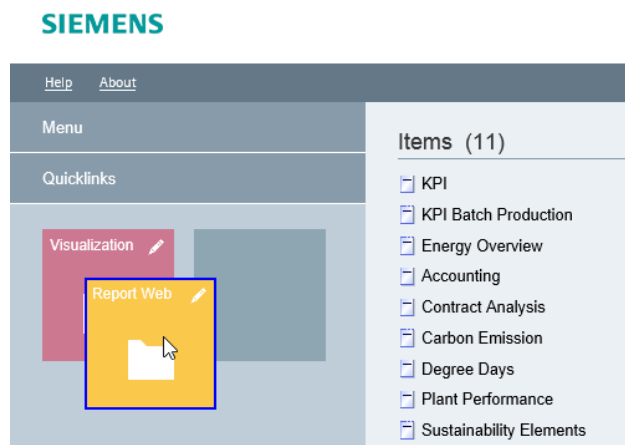 SIEMENS
Help About
Menu
Quicklinks
Visualization
Report Web
Items (11)
KPI
KPI Batch Production
Energy Overview
Accounting
Contract Analysis
Carbon Emission
Degree Days
Plant Performance
Sustainability Elements